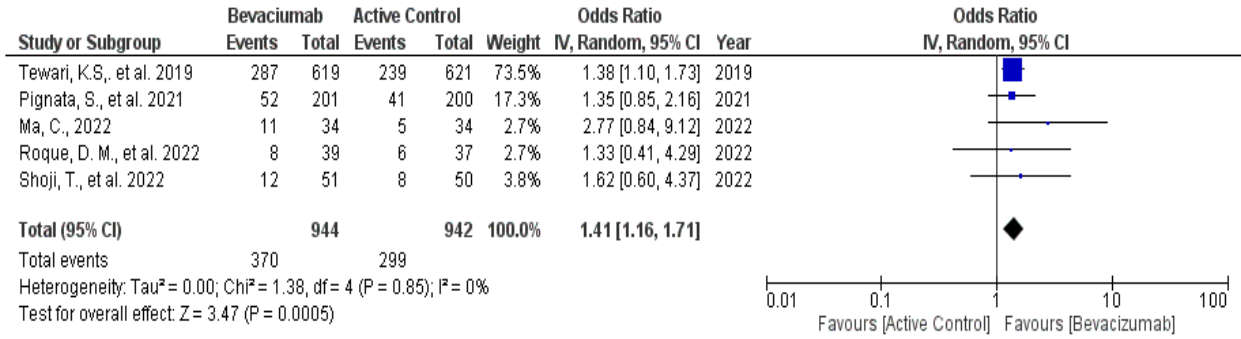 Bevaciumab Active Control Odds Ratio Odds Ratio
Study or Subgroup Events Total Events Total Weight IV, Random, 95% CI Year IV, Random, 95% CI
Tewari, K.S,. et al. 2019 287 619 239 621 73.5% 1.38 [1.10, 1.73] 2019
Pignata, S., et al. 2021 52 201 41 200 17.3% 1.35 [0.85, 2.16] 2021
Ma, C., 2022 11 34 5 34 2.7% 2.77 [0.84, 9.12] 2022
Roque, D. M., et al. 2022 8 39 6 37 2.7% 1.33 [0.41, 4.29] 2022
Shoji, T., et al. 2022 12 51 8 50 3.8% 1.62 [0.60, 4.37] 2022
Total (95% CI) 944 942 100.0% 1.41 [1.16, 1.71]
Total events 370 299
Heterogeneity: Tau² = 0.00; Chi² = 1.38, df = 4 (P = 0.85); I² = 0%
Test for overall effect: Z = 3.47 (P = 0.0005)
0.01 0.1 1 10 100
Favours [Active Control] Favours [Bevacizumab]